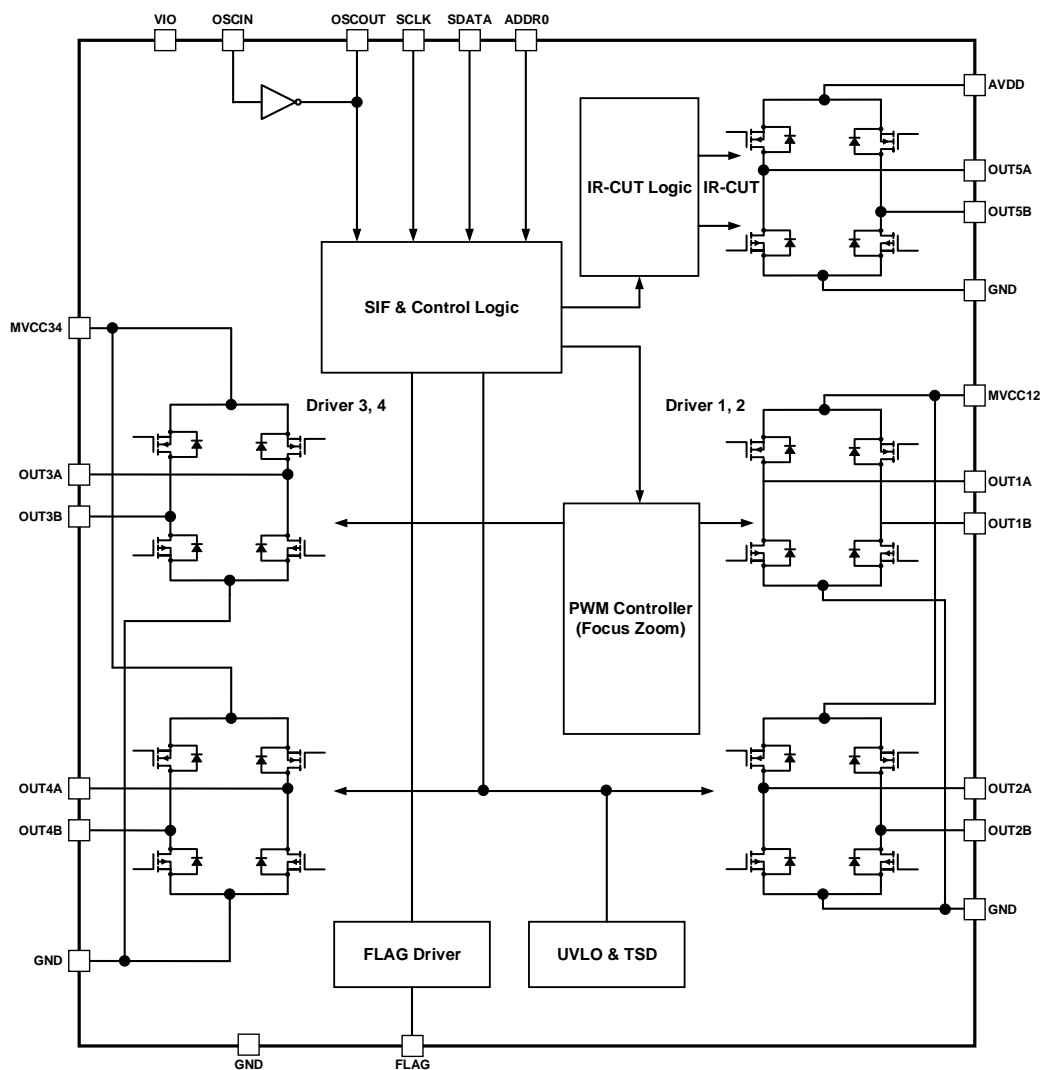 VIO
OSCIN
OSCOUT
SCLK
SDATA
ADDR0
AVDD
OUT5A
IR-CUT Logic
IR-CUT
OUT5B
GND
SIF & Control Logic
MVCC34
MVCC12
Driver 3, 4
Driver 1, 2
OUT3A
OUT1A
OUT3B
OUT1B
PWM Controller
(Focus Zoom)
OUT4A
OUT2A
OUT4B
OUT2B
GND
FLAG Driver
UVLO & TSD
GND
GND
FLAG